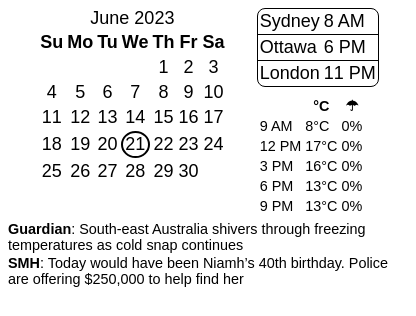 June 2023
Su Mo Tu We Th Fr Sa
1 2 3
4 5 6 7 8 9 10
11 12 13 14 15 16 17
18 19 20 21 22 23 24
25 26 27 28 29 30
Sydney 8 AM
Ottawa 6 PM
London 11 PM
°C ☂
9 AM 8°C 0%
12 PM 17°C 0%
3 PM 16°C 0%
6 PM 13°C 0%
9 PM 13°C 0%
Guardian: South-east Australia shivers through freezing
temperatures as cold snap continues
SMH: Today would have been Niamh’s 40th birthday. Police
are offering $250,000 to help find her